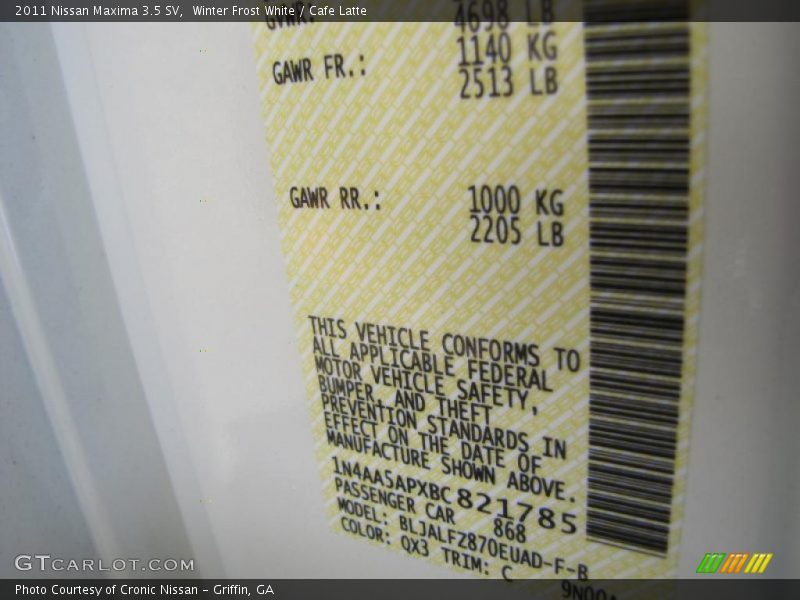 2011 Nissan Maxima 3.5 SV,  Winter Frost White / Cafe Latte
GVWR: 4698 LB
GAWR FR.: 1140 KG
2513 LB
GAWR RR.: 1000 KG
2205 LB
THIS VEHICLE CONFORMS TO
ALL APPLICABLE FEDERAL
MOTOR VEHICLE SAFETY,
BUMPER, AND THEFT
PREVENTION STANDARDS IN
EFFECT ON THE DATE OF
MANUFACTURE SHOWN ABOVE.
1N4AA5APXBC821785
PASSENGER CAR 868
MODEL: BLJALFZ870EUAD-F-B
COLOR: QX3 TRIM: C
GTCARLOT.COM
Photo Courtesy of Cronic Nissan – Griffin, GA